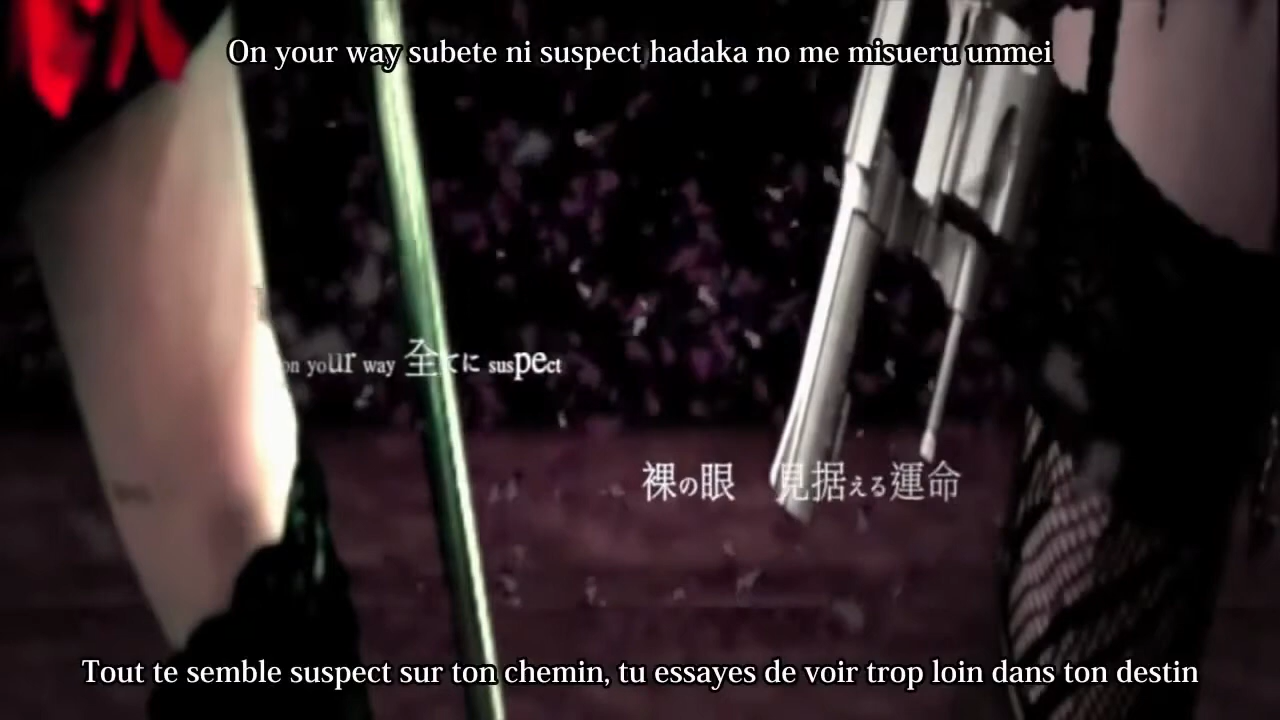 On your way subete ni suspect hadaka no me misueru unmei
on your way 全てに suspect
裸の眼 見据える運命
Tout te semble suspect sur ton chemin, tu essayes de voir trop loin dans ton destin